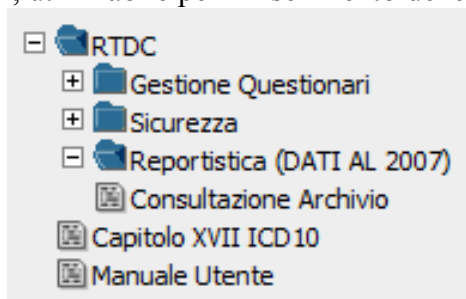 RTDC
Gestione Questionari
Sicurezza
Reportistica (DATI AL 2007)
Consultazione Archivio
Capitolo XVII ICD10
Manuale Utente